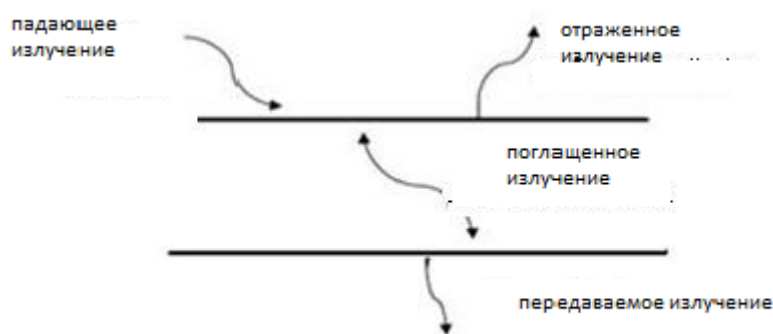 падающее
излучение
отраженное
излучение
поглащенное
излучение
передаваемое излучение